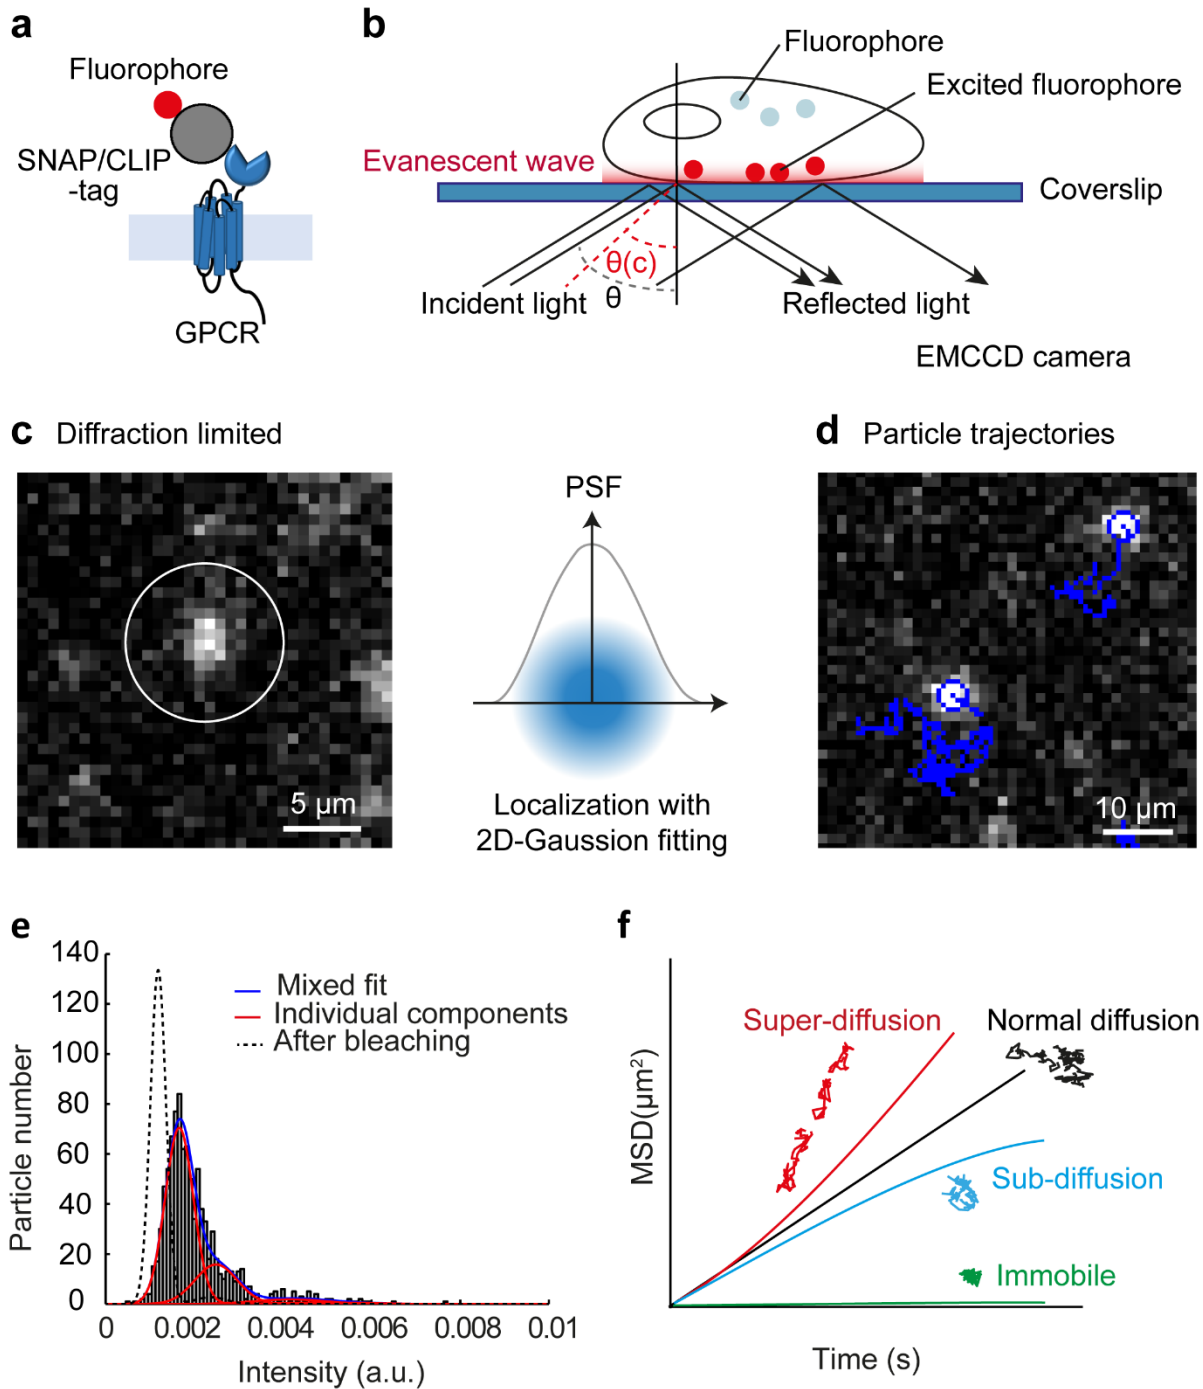 a
Fluorophore
SNAP/CLIP
-tag
GPCR
b
Fluorophore
Excited fluorophore
Evanescent wave
Coverslip
θ(c)
θ
Incident light
Reflected light
EMCCD camera
c Diffraction limited
5 µm
PSF
Localization with
2D-Gaussion fitting
d Particle trajectories
10 µm
e
Particle number
140
120
100
80
60
40
20
0
Mixed fit
Individual components
After bleaching
0 0.002 0.004 0.006 0.008 0.01
Intensity (a.u.)
f
MSD(µm²)
Super-diffusion
Normal diffusion
Sub-diffusion
Immobile
Time (s)